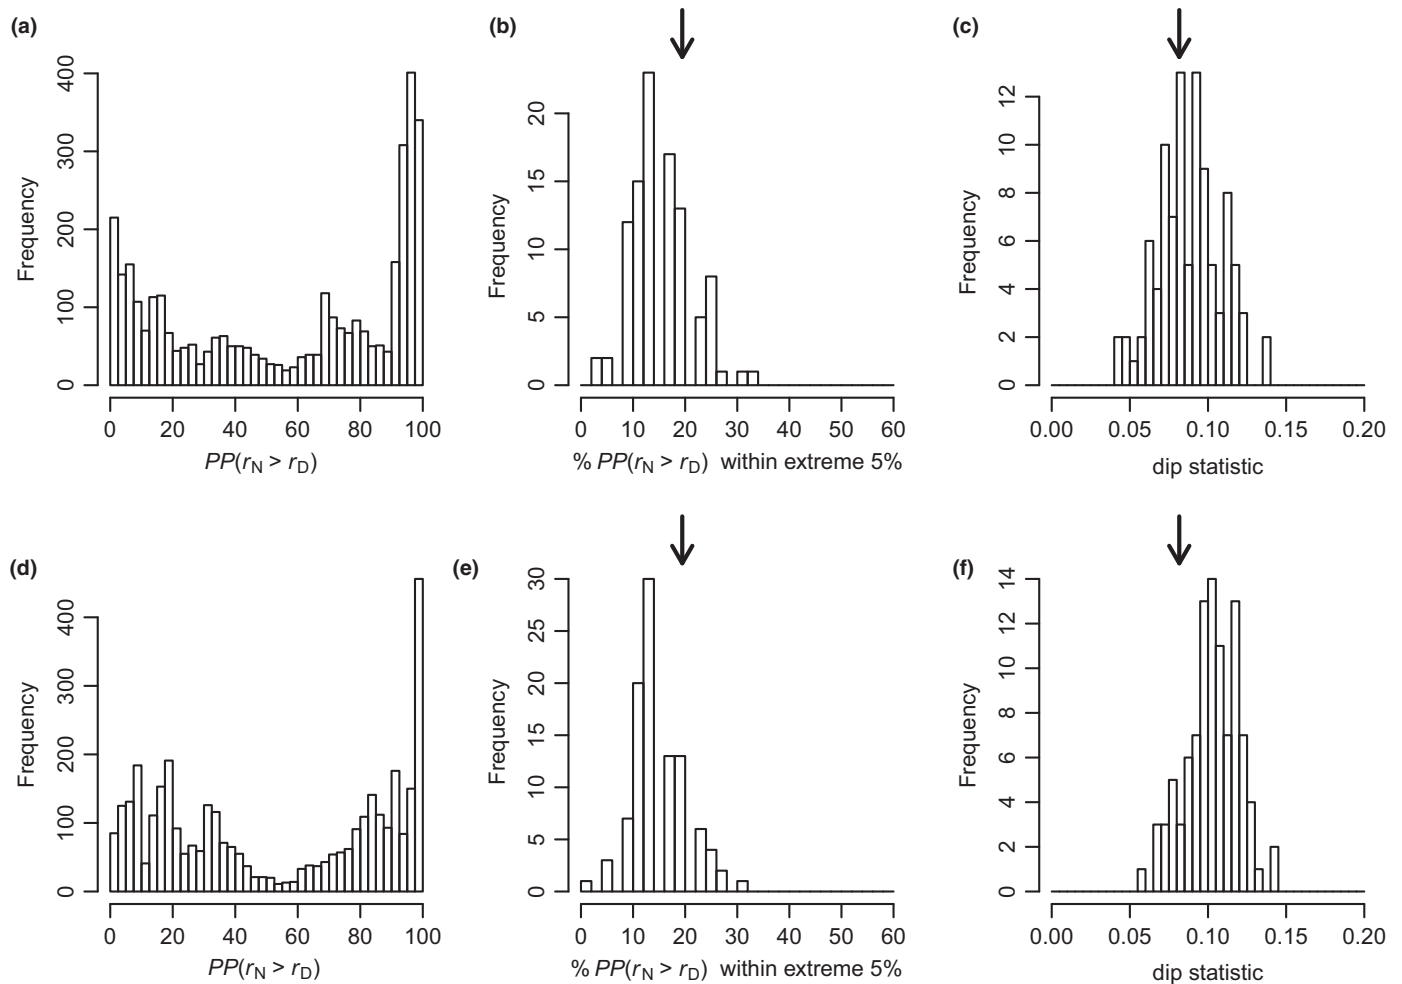 (a)
Frequency
0 100 200 300 400
0 20 40 60 80 100
PP(rN > rD)
(b)
Frequency
0 5 10 15 20
0 10 20 30 40 50 60
% PP(rN > rD) within extreme 5%
(c)
Frequency
0 2 4 6 8 10 12
0.00 0.05 0.10 0.15 0.20
dip statistic
(d)
Frequency
0 100 200 300 400
0 20 40 60 80 100
PP(rN > rD)
(e)
Frequency
0 5 10 15 20 25 30
0 10 20 30 40 50 60
% PP(rN > rD) within extreme 5%
(f)
Frequency
0 2 4 6 8 10 12 14
0.00 0.05 0.10 0.15 0.20
dip statistic